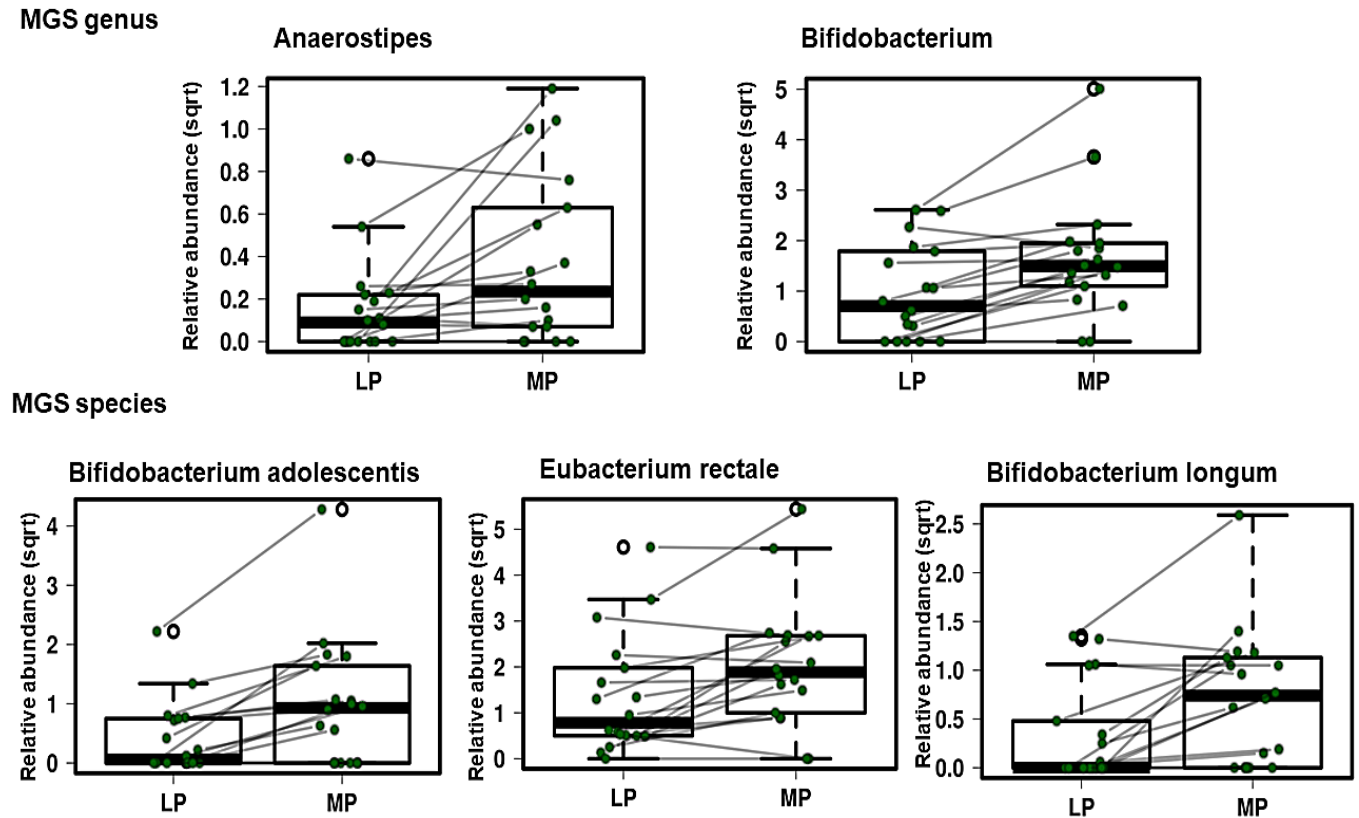 MGS genus
Anaerostipes
Bifidobacterium
Relative abundance (sqrt)
1.2
1.0
0.8
0.6
0.4
0.2
0.0
LP
MP
Relative abundance (sqrt)
5
4
3
2
1
0
LP
MP
MGS species
Bifidobacterium adolescentis
Eubacterium rectale
Bifidobacterium longum
Relative abundance (sqrt)
4
3
2
1
0
LP
MP
Relative abundance (sqrt)
5
4
3
2
1
0
LP
MP
Relative abundance (sqrt)
2.5
2.0
1.5
1.0
0.5
0.0
LP
MP